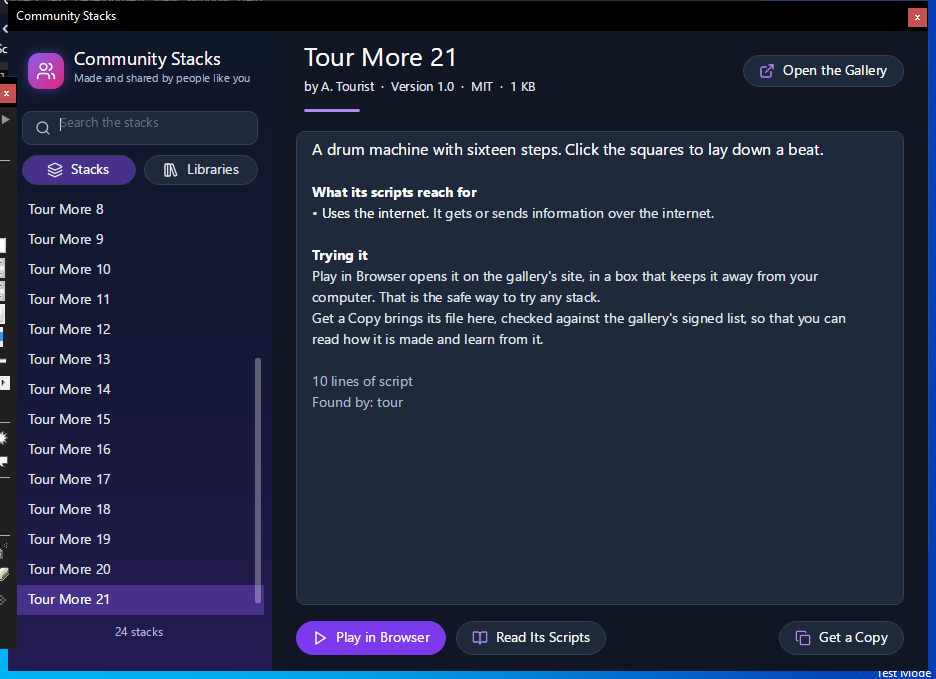 Community Stacks
x
Community Stacks
Made and shared by people like you
Search the stacks
Stacks
Libraries
Tour More 8
Tour More 9
Tour More 10
Tour More 11
Tour More 12
Tour More 13
Tour More 14
Tour More 15
Tour More 16
Tour More 17
Tour More 18
Tour More 19
Tour More 20
Tour More 21
24 stacks
Tour More 21
by A. Tourist · Version 1.0 · MIT · 1 KB
Open the Gallery
A drum machine with sixteen steps. Click the squares to lay down a beat.
What its scripts reach for
• Uses the internet. It gets or sends information over the internet.
Trying it
Play in Browser opens it on the gallery's site, in a box that keeps it away from your
computer. That is the safe way to try any stack.
Get a Copy brings its file here, checked against the gallery's signed list, so that you can
read how it is made and learn from it.
10 lines of script
Found by: tour
Play in Browser
Read Its Scripts
Get a Copy
Test Mode